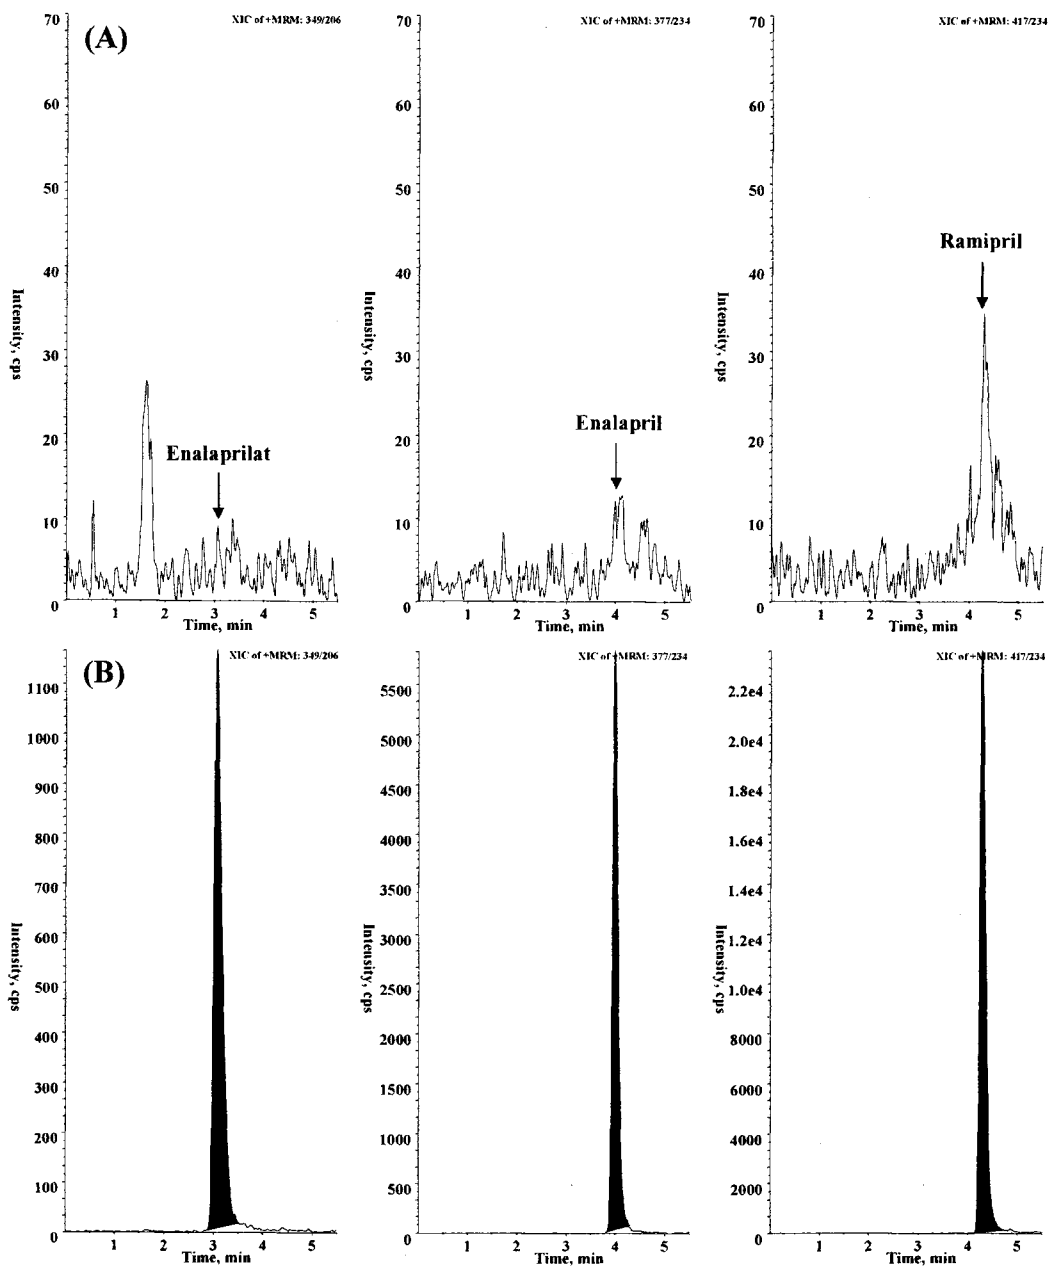 (A)
XIC of +MRM: 349/206
70
60
50
40
30
20
10
0
Intensity, cps
Enalaprilat
1 2 3 4 5
Time, min
XIC of +MRM: 377/234
70
60
50
40
30
20
10
0
Intensity, cps
Enalapril
1 2 3 4 5
Time, min
XIC of +MRM: 417/234
70
60
50
40
30
20
10
0
Intensity, cps
Ramipril
1 2 3 4 5
Time, min
(B)
XIC of +MRM: 349/206
1100
1000
900
800
700
600
500
400
300
200
100
0
Intensity, cps
1 2 3 4 5
Time, min
XIC of +MRM: 377/234
5500
5000
4500
4000
3500
3000
2500
2000
1500
1000
500
0
Intensity, cps
1 2 3 4 5
Time, min
XIC of +MRM: 417/234
2.2e4
2.0e4
1.8e4
1.6e4
1.4e4
1.2e4
1.0e4
8000
6000
4000
2000
0
Intensity, cps
1 2 3 4 5
Time, min